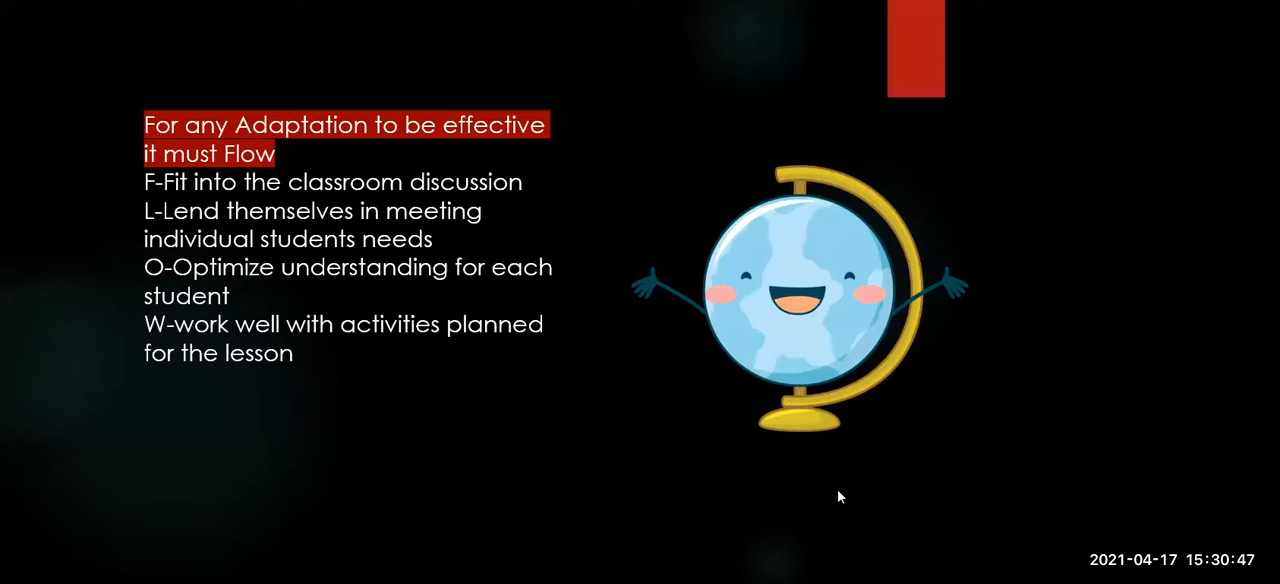 For any Adaptation to be effective
it must Flow
F-Fit into the classroom discussion
L-Lend themselves in meeting
individual students needs
O-Optimize understanding for each
student
W-work well with activities planned
for the lesson
2021-04-17 15:30:47